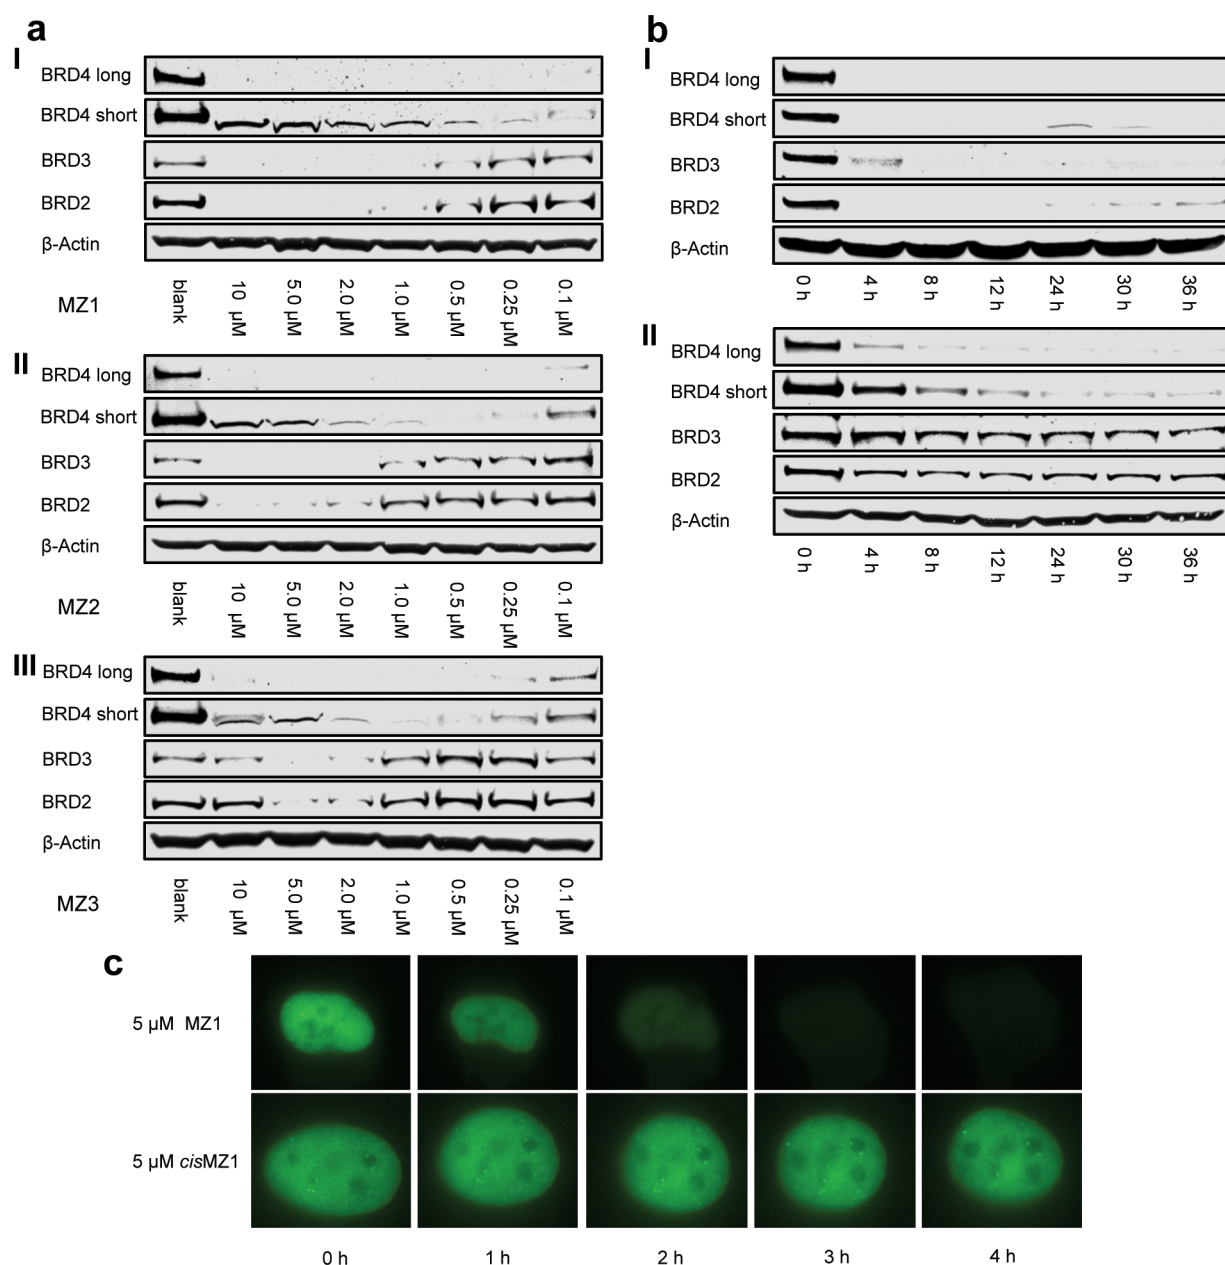 a
I
BRD4 long
BRD4 short
BRD3
BRD2
β-Actin
MZ1
blank
10 μM
5.0 μM
2.0 μM
1.0 μM
0.5 μM
0.25 μM
0.1 μM
II
BRD4 long
BRD4 short
BRD3
BRD2
β-Actin
MZ2
blank
10 μM
5.0 μM
2.0 μM
1.0 μM
0.5 μM
0.25 μM
0.1 μM
III
BRD4 long
BRD4 short
BRD3
BRD2
β-Actin
MZ3
blank
10 μM
5.0 μM
2.0 μM
1.0 μM
0.5 μM
0.25 μM
0.1 μM
b
I
BRD4 long
BRD4 short
BRD3
BRD2
β-Actin
0 h
4 h
8 h
12 h
24 h
30 h
36 h
II
BRD4 long
BRD4 short
BRD3
BRD2
β-Actin
0 h
4 h
8 h
12 h
24 h
30 h
36 h
c
5 μM MZ1
5 μM cisMZ1
0 h 1 h 2 h 3 h 4 h